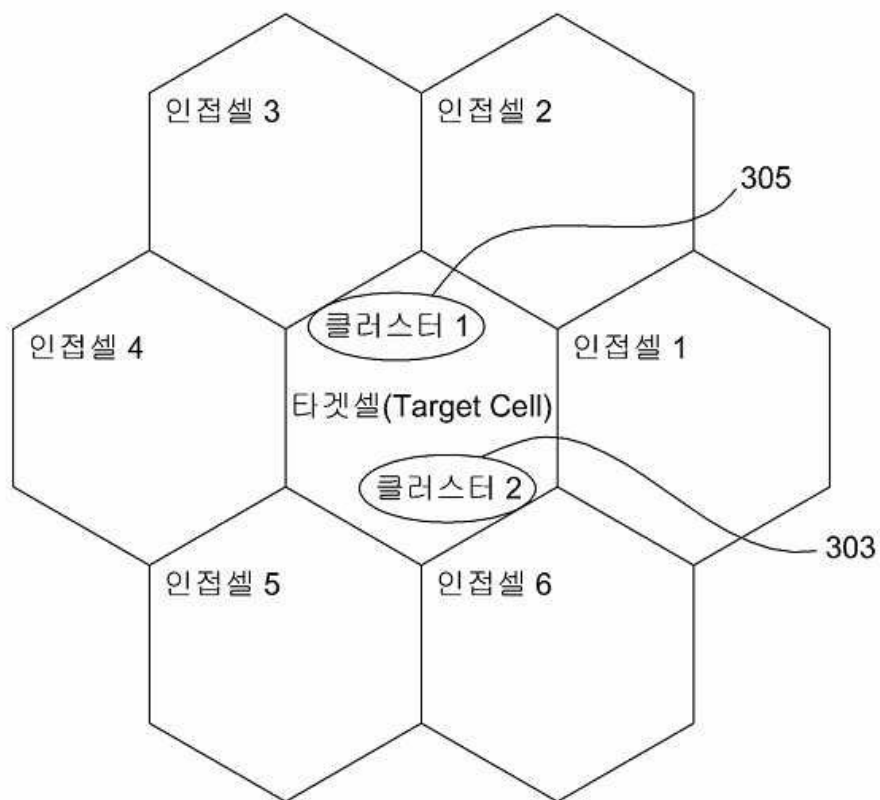 인접셀 3
인접셀 2
305
클러스터 1
인접셀 4
인접셀 1
타겟셀(Target Cell)
클러스터 2
303
인접셀 5
인접셀 6